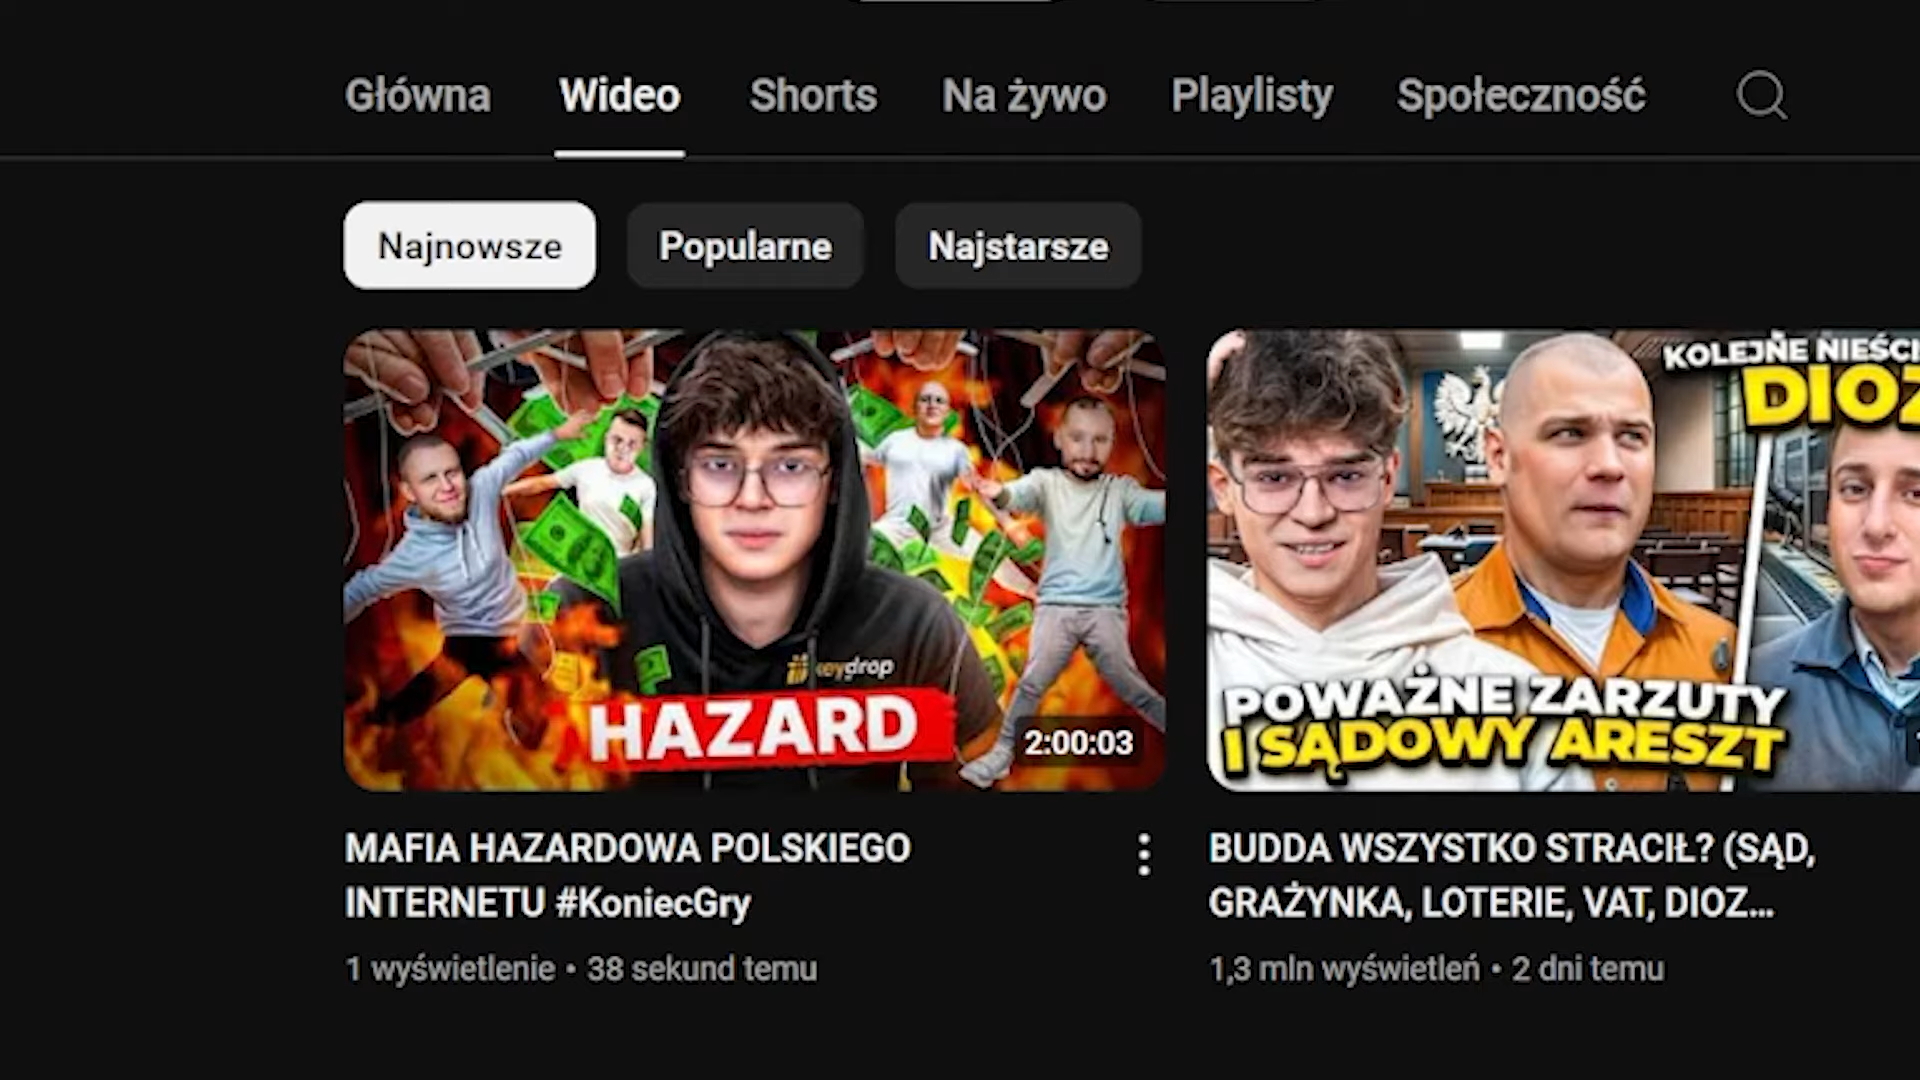 Główna Wideo Shorts Na żywo Playlisty Społeczność
Najnowsze Popularne Najstarsze
keydrop
HAZARD
2:00:03
KOLEJNE NIEŚCI
DIOZ
POWAŻNE ZARZUTY
I SĄDOWY ARESZT
MAFIA HAZARDOWA POLSKIEGO
INTERNETU #KoniecGry
1 wyświetlenie • 38 sekund temu
BUDDA WSZYSTKO STRACIŁ? (SĄD,
GRAŻYNKA, LOTERIE, VAT, DIOZ...
1,3 mln wyświetleń • 2 dni temu